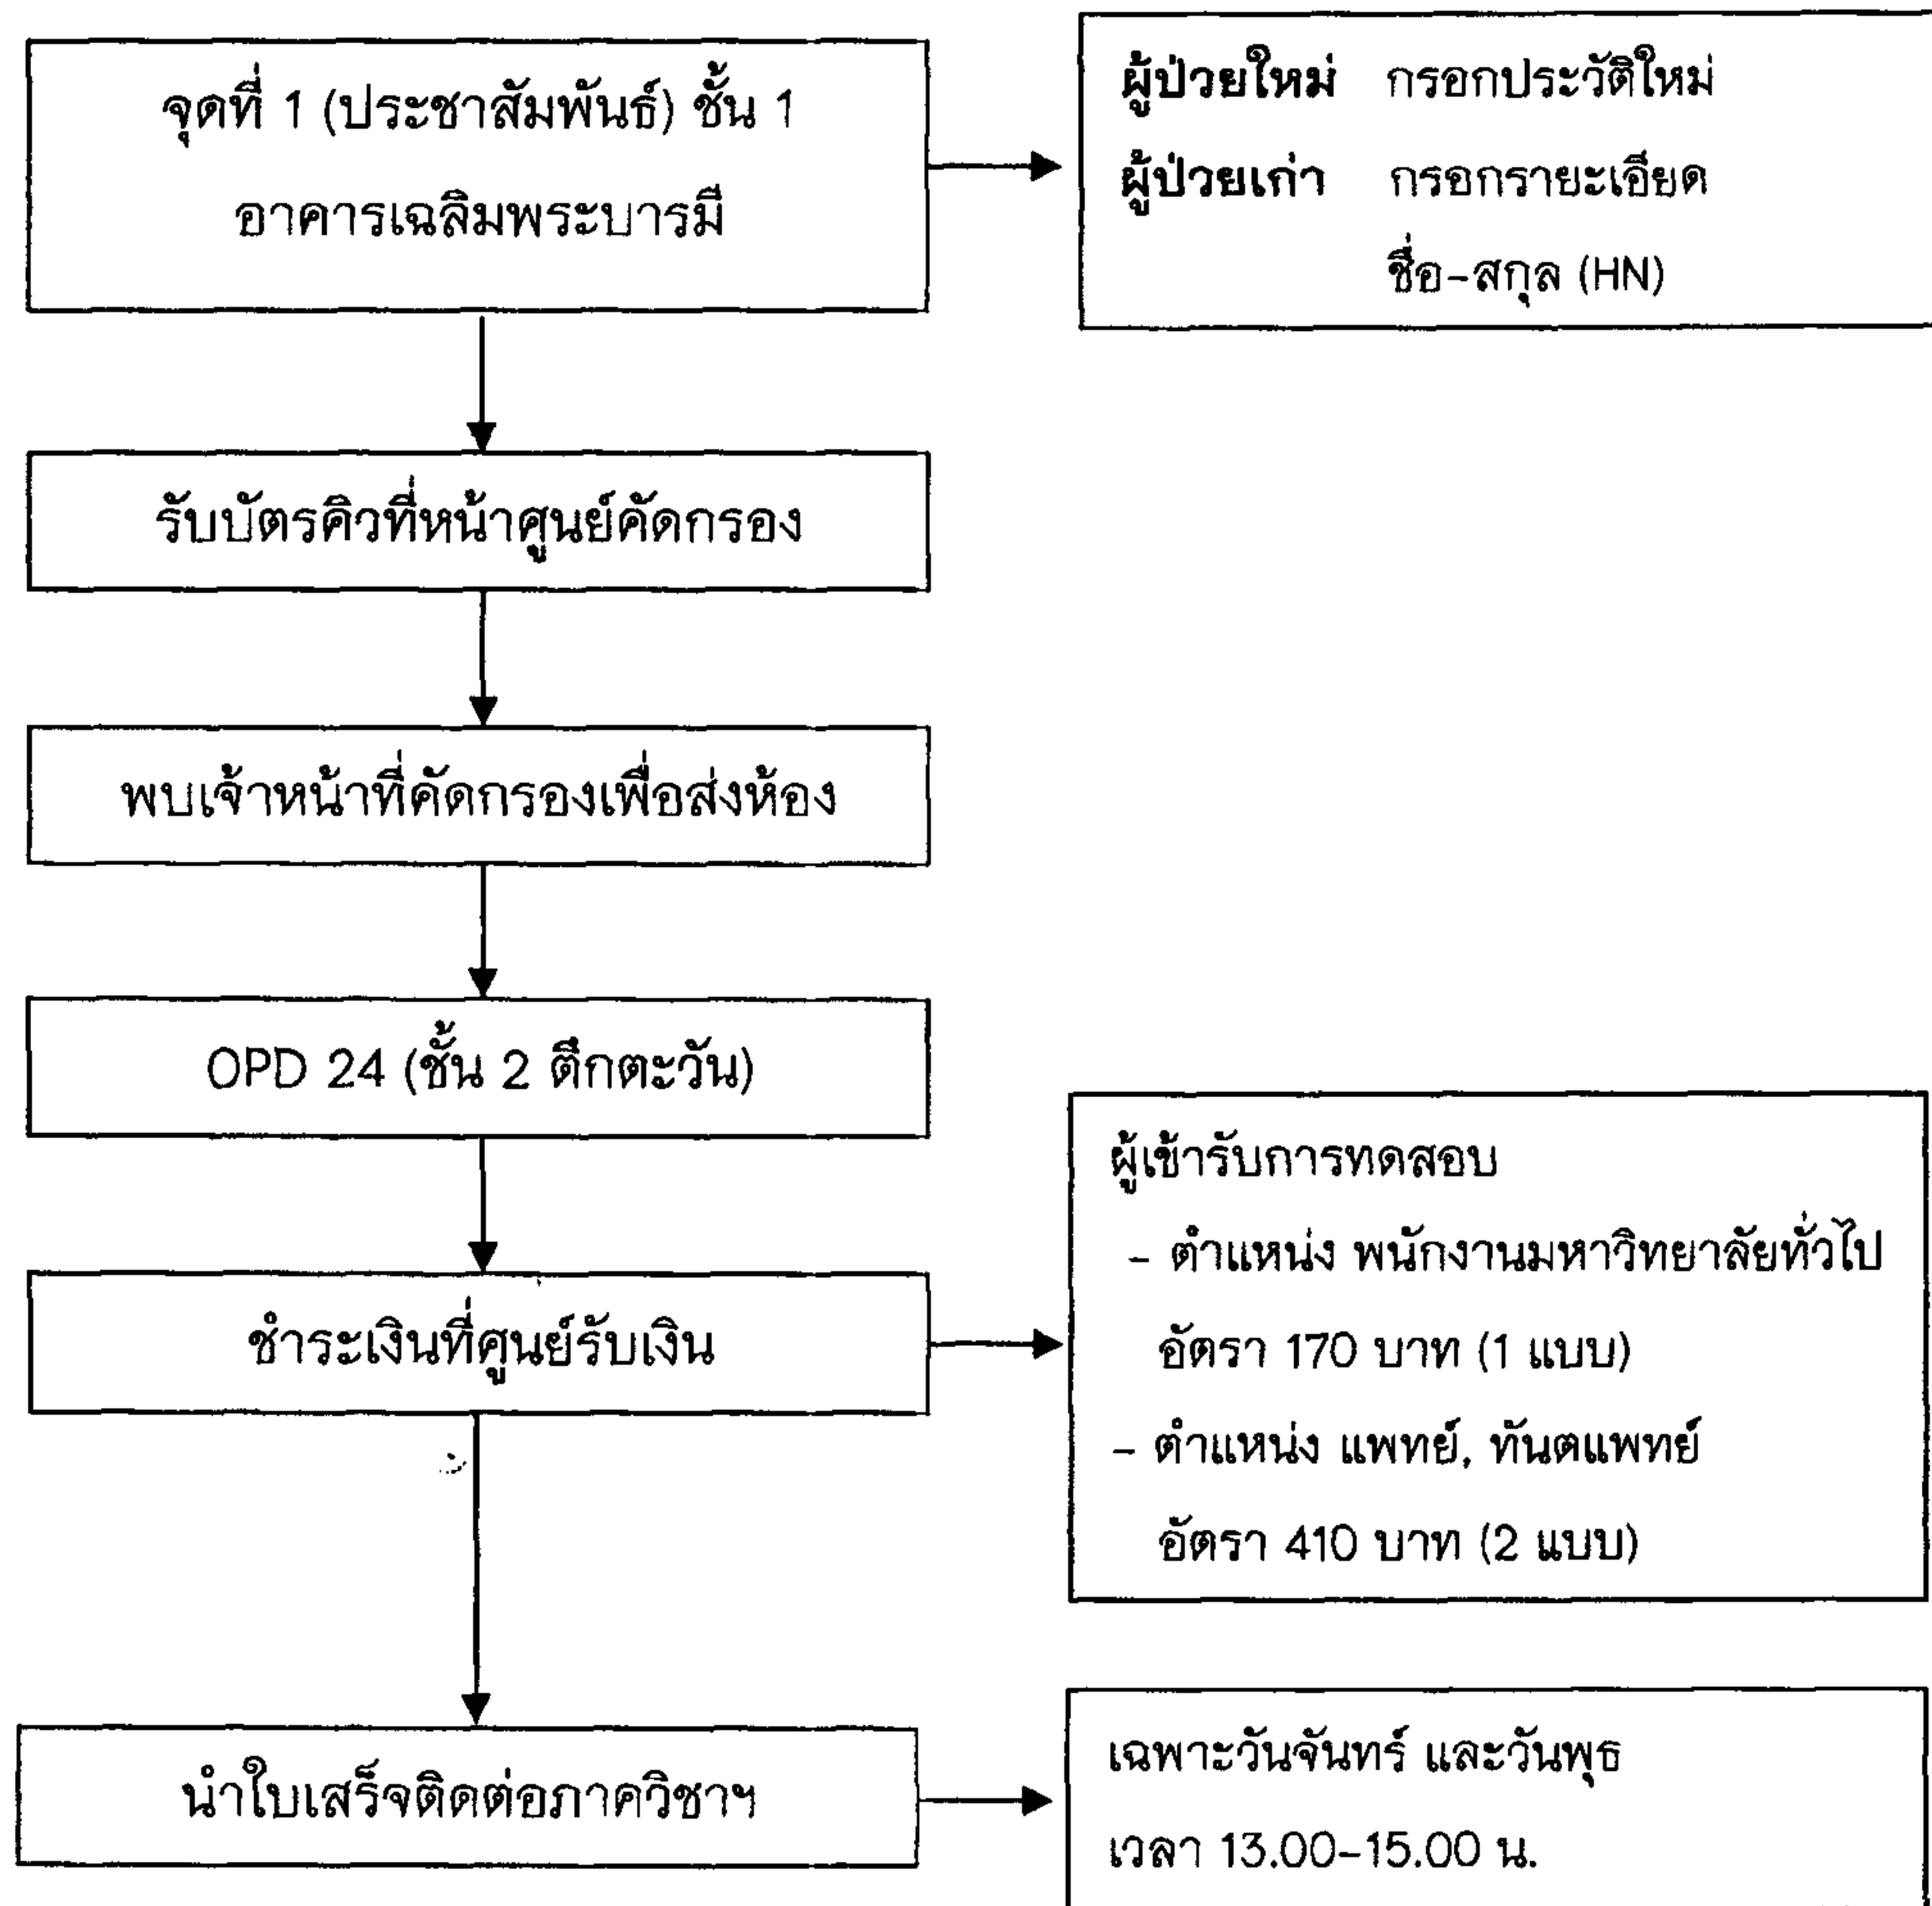 จุดที่ 1 (ประชาสัมพันธ์) ชั้น 1
อาคารเฉลิมพระบารมี
ผู้ป่วยใหม่ กรอกประวัติใหม่
ผู้ป่วยเก่า กรอกรายะเอียด
ชื่อ-สกุล (HN)
รับบัตรคิวที่หน้าศูนย์คัดกรอง
พบเจ้าหน้าที่คัดกรองเพื่อส่งห้อง
OPD 24 (ชั้น 2 ตึกตะวัน)
ชำระเงินที่ศูนย์รับเงิน
ผู้เข้ารับการทดสอบ
- ตำแหน่ง พนักงานมหาวิทยาลัยทั่วไป
อัตรา 170 บาท (1 แบบ)
- ตำแหน่ง แพทย์, ทันตแพทย์
อัตรา 410 บาท (2 แบบ)
นำใบเสร็จติดต่อภาควิชาฯ
เฉพาะวันจันทร์ และวันพุธ
เวลา 13.00-15.00 น.